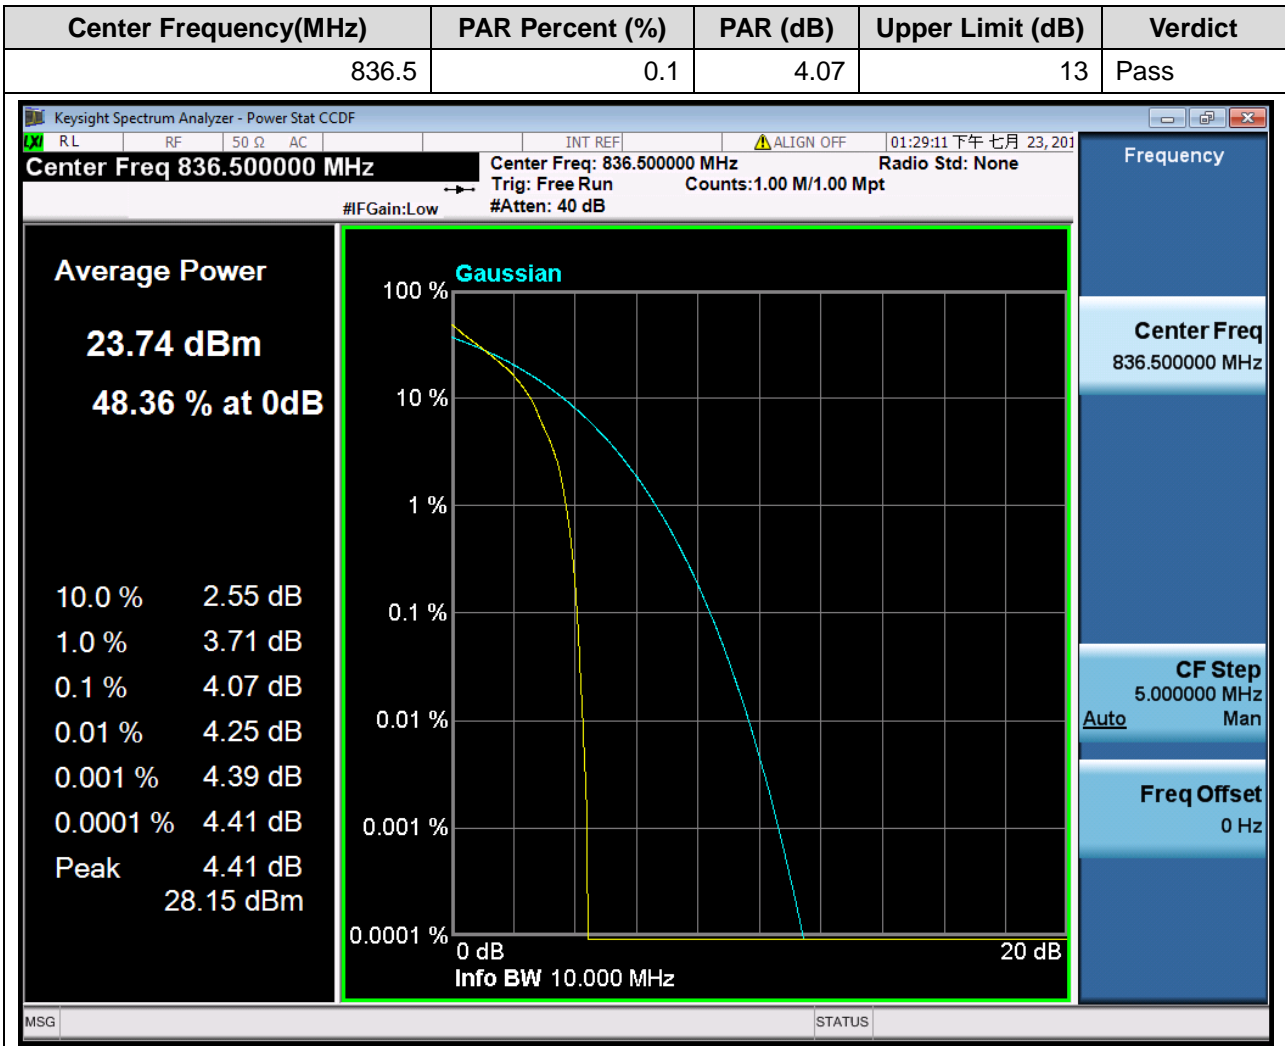 Center Frequency(MHz) PAR Percent (%) PAR (dB) Upper Limit (dB) Verdict
836.5 0.1 4.07 13 Pass
Keysight Spectrum Analyzer - Power Stat CCDF
LXI RL RF 50 Ω AC INT REF ALIGN OFF 01:29:11 下午 七月 23, 201
Center Freq 836.500000 MHz
Center Freq: 836.500000 MHz Radio Std: None
Trig: Free Run Counts:1.00 M/1.00 Mpt
#IFGain:Low #Atten: 40 dB
Frequency
Average Power
23.74 dBm
48.36 % at 0dB
10.0 % 2.55 dB
1.0 % 3.71 dB
0.1 % 4.07 dB
0.01 % 4.25 dB
0.001 % 4.39 dB
0.0001 % 4.41 dB
Peak 4.41 dB
28.15 dBm
Gaussian
100 %
10 %
1 %
0.1 %
0.01 %
0.001 %
0.0001 %
0 dB 20 dB
Info BW 10.000 MHz
Center Freq
836.500000 MHz
CF Step
5.000000 MHz
Auto Man
Freq Offset
0 Hz
MSG STATUS